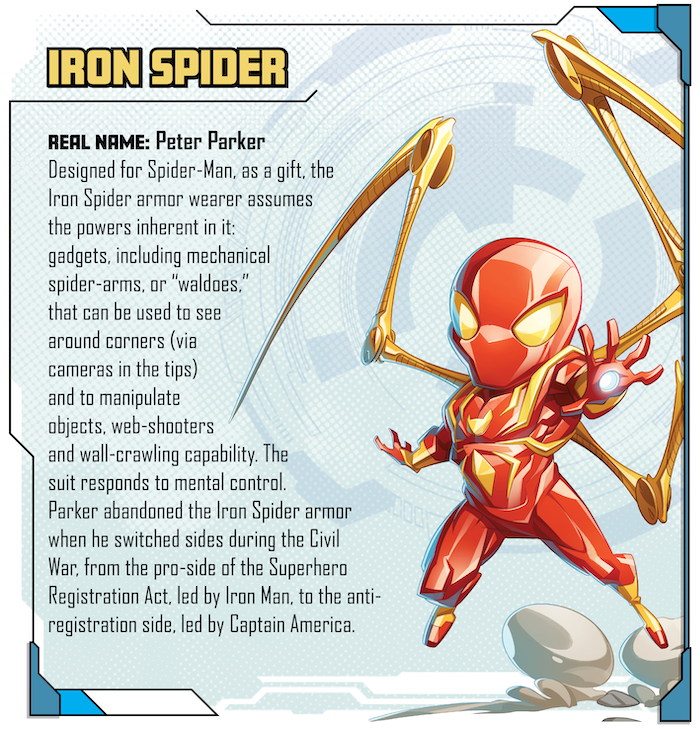 IRON SPIDER
REAL NAME: Peter Parker
Designed for Spider-Man, as a gift, the
Iron Spider armor wearer assumes
the powers inherent in it:
gadgets, including mechanical
spider-arms, or “waldoes,”
that can be used to see
around corners (via
cameras in the tips)
and to manipulate
objects, web-shooters
and wall-crawling capability. The
suit responds to mental control.
Parker abandoned the Iron Spider armor
when he switched sides during the Civil
War, from the pro-side of the Superhero
Registration Act, led by Iron Man, to the anti-
registration side, led by Captain America.